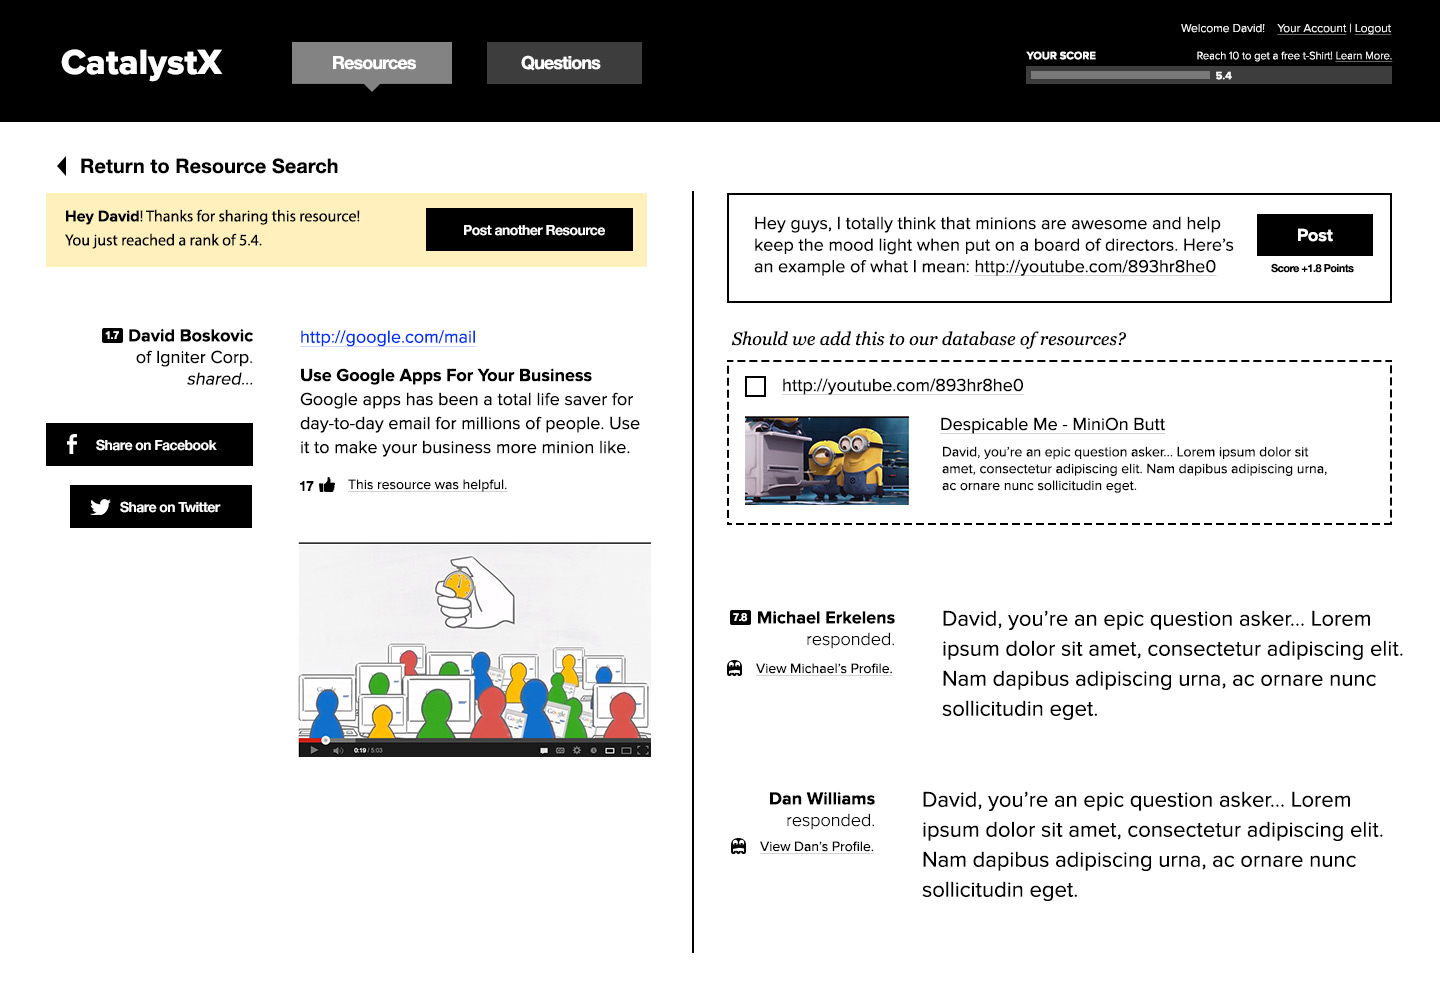 Welcome David! Your Account | Logout
CatalystX
Resources
Questions
YOUR SCORE
Reach 10 to get a free t-Shirt! Learn More.
5.4
Return to Resource Search
Hey David! Thanks for sharing this resource!
You just reached a rank of 5.4.
Post another Resource
1.7 David Boskovic
of Igniter Corp.
shared...
Share on Facebook
Share on Twitter
http://google.com/mail
Use Google Apps For Your Business
Google apps has been a total life saver for
day-to-day email for millions of people. Use
it to make your business more minion like.
17 This resource was helpful.
0:19 / 5:03
Hey guys, I totally think that minions are awesome and help
keep the mood light when put on a board of directors. Here's
an example of what I mean: http://youtube.com/893hr8he0
Post
Score +1.8 Points
Should we add this to our database of resources?
http://youtube.com/893hr8he0
Despicable Me - MiniOn Butt
David, you're an epic question asker... Lorem ipsum dolor sit
amet, consectetur adipiscing elit. Nam dapibus adipiscing urna,
ac ornare nunc sollicitudin eget.
7.8 Michael Erkelens
responded.
View Michael's Profile.
David, you're an epic question asker... Lorem
ipsum dolor sit amet, consectetur adipiscing elit.
Nam dapibus adipiscing urna, ac ornare nunc
sollicitudin eget.
Dan Williams
responded.
View Dan's Profile.
David, you're an epic question asker... Lorem
ipsum dolor sit amet, consectetur adipiscing elit.
Nam dapibus adipiscing urna, ac ornare nunc
sollicitudin eget.